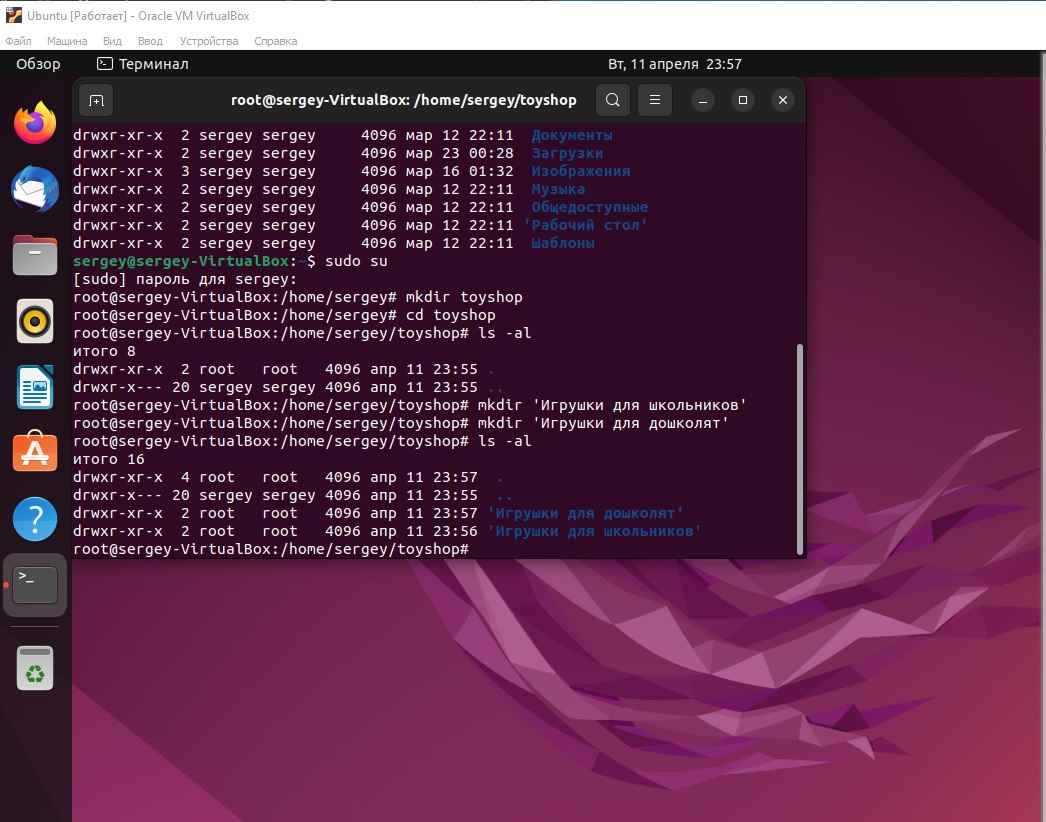 Ubuntu [Работает] - Oracle VM VirtualBox
Файл Машина Вид Ввод Устройства Справка
Обзор Терминал Вт, 11 апреля 23:57
root@sergey-VirtualBox: /home/sergey/toyshop
drwxr-xr-x 2 sergey sergey 4096 мар 12 22:11 Документы
drwxr-xr-x 2 sergey sergey 4096 мар 23 00:28 Загрузки
drwxr-xr-x 3 sergey sergey 4096 мар 16 01:32 Изображения
drwxr-xr-x 2 sergey sergey 4096 мар 12 22:11 Музыка
drwxr-xr-x 2 sergey sergey 4096 мар 12 22:11 Общедоступные
drwxr-xr-x 2 sergey sergey 4096 мар 12 22:11 'Рабочий стол'
drwxr-xr-x 2 sergey sergey 4096 мар 12 22:11 Шаблоны
sergey@sergey-VirtualBox:~$ sudo su
[sudo] пароль для sergey:
root@sergey-VirtualBox:/home/sergey# mkdir toyshop
root@sergey-VirtualBox:/home/sergey# cd toyshop
root@sergey-VirtualBox:/home/sergey/toyshop# ls -al
итого 8
drwxr-xr-x 2 root root 4096 апр 11 23:55 .
drwxr-x--- 20 sergey sergey 4096 апр 11 23:55 ..
root@sergey-VirtualBox:/home/sergey/toyshop# mkdir 'Игрушки для школьников'
root@sergey-VirtualBox:/home/sergey/toyshop# mkdir 'Игрушки для дошколят'
root@sergey-VirtualBox:/home/sergey/toyshop# ls -al
итого 16
drwxr-xr-x 4 root root 4096 апр 11 23:57 .
drwxr-x--- 20 sergey sergey 4096 апр 11 23:55 ..
drwxr-xr-x 2 root root 4096 апр 11 23:57 'Игрушки для дошколят'
drwxr-xr-x 2 root root 4096 апр 11 23:56 'Игрушки для школьников'
root@sergey-VirtualBox:/home/sergey/toyshop#